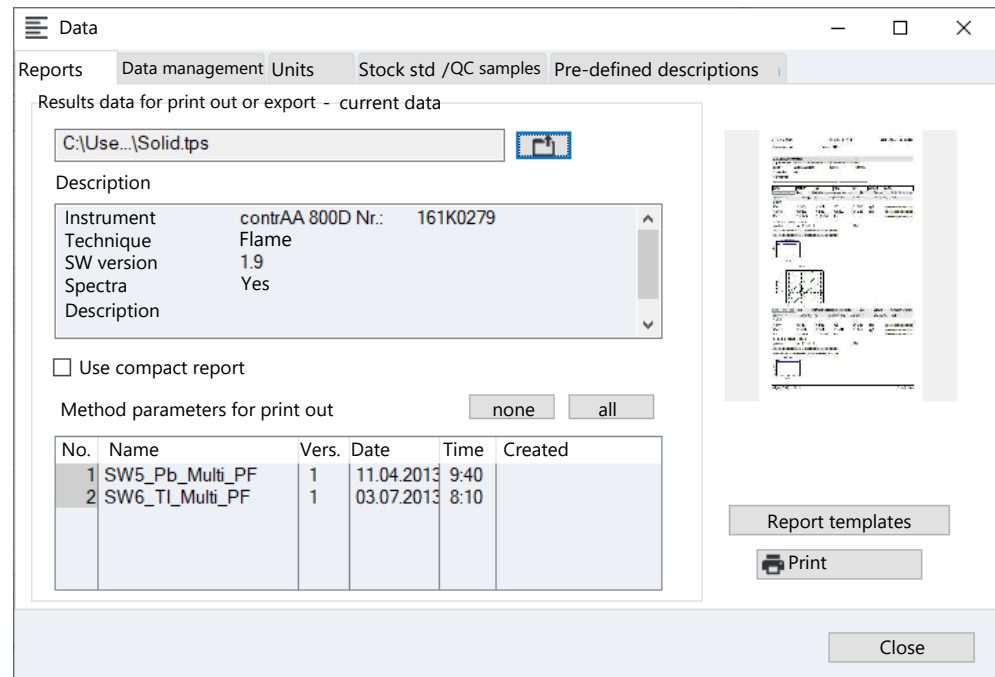 Data
Reports Data management Units Stock std /QC samples Pre-defined descriptions
Results data for print out or export - current data
C:\Use...\Solid.tps
Description
Instrument contrAA 800D Nr.: 161K0279
Technique Flame
SW version 1.9
Spectra Yes
Description
Use compact report
Method parameters for print out none all
No. Name Vers. Date Time Created
1 SW5_Pb_Multi_PF 1 11.04.2013 9:40
2 SW6_Tl_Multi_PF 1 03.07.2013 8:10
Report templates
Print
Close